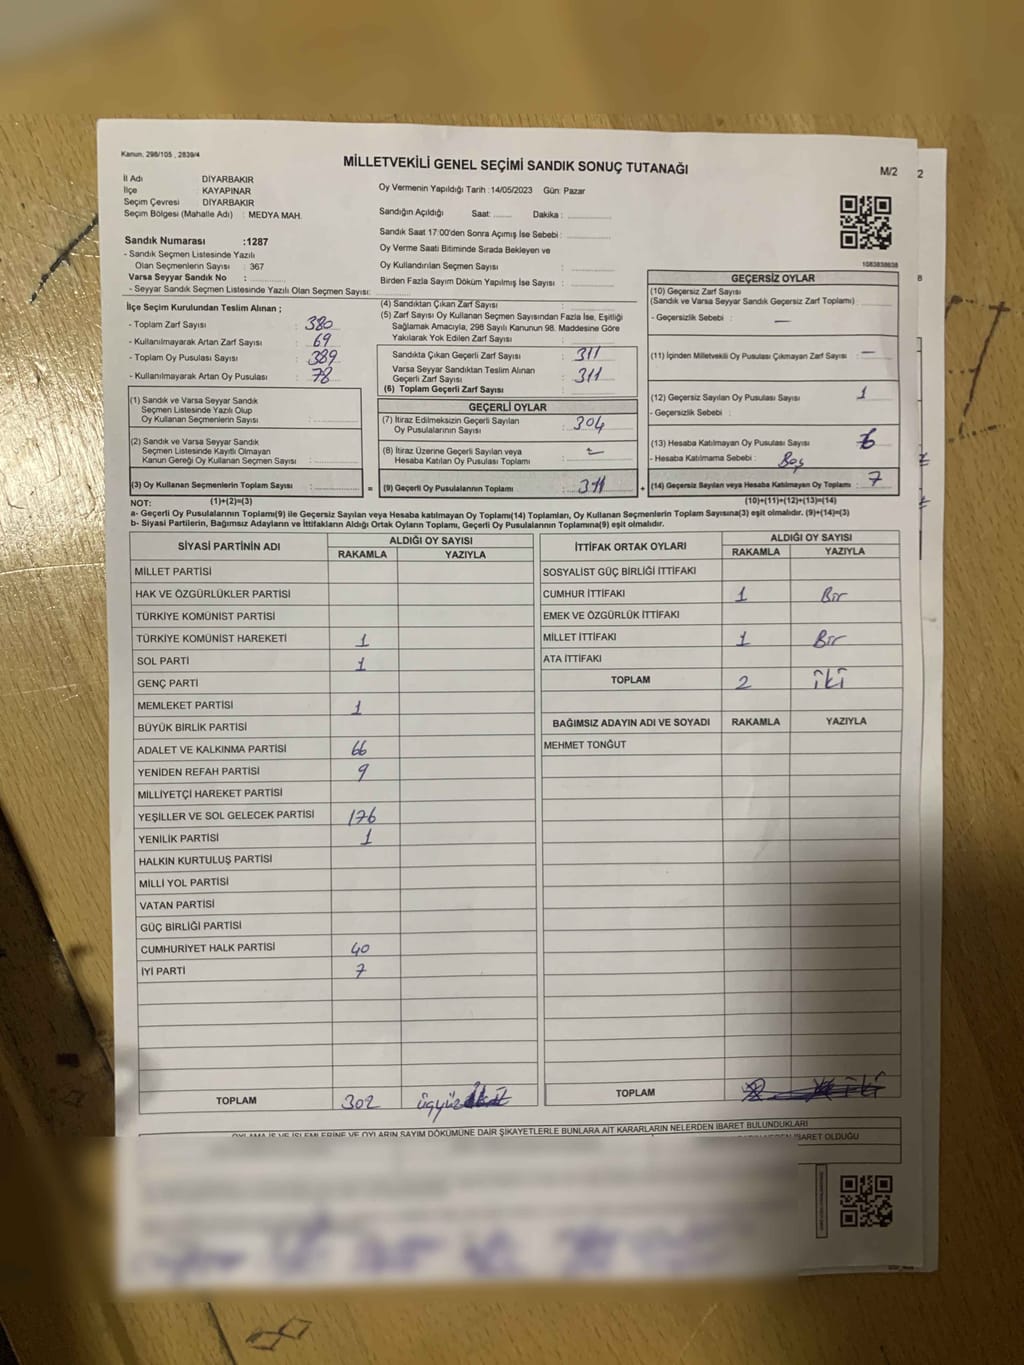 Kanun, 298/105 , 2839/4
MİLLETVEKİLİ GENEL SEÇİMİ SANDIK SONUÇ TUTANAĞI
M/2
2
İl Adı DİYARBAKIR
İlçe KAYAPINAR
Seçim Çevresi DİYARBAKIR
Seçim Bölgesi (Mahalle Adı) : MEDYA MAH.
Oy Vermenin Yapıldığı Tarih :14/05/2023 Gün: Pazar
Sandığın Açıldığı Saat: ........ Dakika : ................
Sandık Saat 17:00'den Sonra Açımış İse Sebebi : ................
Oy Verme Saati Bitiminde Sırada Bekleyen ve
Oy Kullandırılan Seçmen Sayısı : ................
Birden Fazla Sayım Döküm Yapılmış İse Sayısı : ................
Sandık Numarası :1287
- Sandık Seçmen Listesinde Yazılı
Olan Seçmenlerin Sayısı : 367
Varsa Seyyar Sandık No :
- Seyyar Sandık Seçmen Listesinde Yazılı Olan Seçmen Sayısı:
1083838638
8
İlçe Seçim Kurulundan Teslim Alınan ;
- Toplam Zarf Sayısı : 380
- Kullanılmayarak Artan Zarf Sayısı : 69
- Toplam Oy Pusulası Sayısı : 389
- Kullanılmayarak Artan Oy Pusulası : 78
(1) Sandık ve Varsa Seyyar Sandık
Seçmen Listesinde Yazılı Olup
Oy Kullanan Seçmenlerin Sayısı : ................
(2) Sandık ve Varsa Seyyar Sandık
Seçmen Listesinde Kayıtlı Olmayan
Kanun Gereği Oy Kullanan Seçmen Sayısı : ................
(3) Oy Kullanan Seçmenlerin Toplam Sayısı : ................
(4) Sandıktan Çıkan Zarf Sayısı :
(5) Zarf Sayısı Oy Kullanan Seçmen Sayısından Fazla İse, Eşitliği
Sağlamak Amacıyla, 298 Sayılı Kanunun 98. Maddesine Göre
Yakılarak Yok Edilen Zarf Sayısı :
Sandıkta Çıkan Geçerli Zarf Sayısı : 311
Varsa Seyyar Sandıktan Teslim Alınan
Geçerli Zarf Sayısı : 311
(6) Toplam Geçerli Zarf Sayısı :
GEÇERLİ OYLAR
(7) İtiraz Edilmeksizin Geçerli Sayılan
Oy Pusulalarının Sayısı : 304
(8) İtiraz Üzerine Geçerli Sayılan veya
Hesaba Katılan Oy Pusulası Toplamı : -
= (9) Geçerli Oy Pusulalarının Toplamı : 311 +
GEÇERSİZ OYLAR
(10) Geçersiz Zarf Sayısı
(Sandık ve Varsa Seyyar Sandık Geçersiz Zarf Toplamı)
- Geçersizlik Sebebi : —
(11) İçinden Milletvekili Oy Pusulası Çıkmayan Zarf Sayısı : —
(12) Geçersiz Sayılan Oy Pusulası Sayısı 1
- Geçersizlik Sebebi :
(13) Hesaba Katılmayan Oy Pusulası Sayısı 6
- Hesaba Katılmama Sebebi : Boş
(14) Geçersiz Sayılan veya Hesaba Katılmayan Oy Toplamı : 7
NOT: (1)+(2)=(3)
(10)+(11)+(12)+(13)=(14)
a- Geçerli Oy Pusulalarının Toplamı(9) ile Geçersiz Sayılan veya Hesaba katılmayan Oy Toplamı(14) Toplamları, Oy Kullanan Seçmenlerin Toplam Sayısına(3) eşit olmalıdır. (9)+(14)=(3)
b- Siyasi Partilerin, Bağımsız Adayların ve İttifakların Aldığı Ortak Oyların Toplamı, Geçerli Oy Pusulalarının Toplamına(9) eşit olmalıdır.
SİYASİ PARTİNİN ADI ALDIĞI OY SAYISI
RAKAMLA YAZIYLA
MİLLET PARTİSİ
HAK VE ÖZGÜRLÜKLER PARTİSİ
TÜRKİYE KOMÜNİST PARTİSİ
TÜRKİYE KOMÜNİST HAREKETİ 1
SOL PARTİ 1
GENÇ PARTİ
MEMLEKET PARTİSİ 1
BÜYÜK BİRLİK PARTİSİ
ADALET VE KALKINMA PARTİSİ 66
YENİDEN REFAH PARTİSİ 9
MİLLİYETÇİ HAREKET PARTİSİ
YEŞİLLER VE SOL GELECEK PARTİSİ 176
YENİLİK PARTİSİ 1
HALKIN KURTULUŞ PARTİSİ
MİLLİ YOL PARTİSİ
VATAN PARTİSİ
GÜÇ BİRLİĞİ PARTİSİ
CUMHURİYET HALK PARTİSİ 40
İYİ PARTİ 7
TOPLAM 302 üçyüz
İTTİFAK ORTAK OYLARI ALDIĞI OY SAYISI
RAKAMLA YAZIYLA
SOSYALİST GÜÇ BİRLİĞİ İTTİFAKI
CUMHUR İTTİFAKI 1 Bir
EMEK VE ÖZGÜRLÜK İTTİFAKI
MİLLET İTTİFAKI 1 Bir
ATA İTTİFAKI
TOPLAM 2 iki
BAĞIMSIZ ADAYIN ADI VE SOYADI RAKAMLA YAZIYLA
MEHMET TONĞUT
TOPLAM
OYLAMA İŞ VE İŞLEMLERİNE VE OYLARIN SAYIM DÖKÜMÜNE DAİR ŞİKAYETLERLE BUNLARA AİT KARARLARIN NELERDEN İBARET BULUNDUKLARI
İBARET OLDUĞU